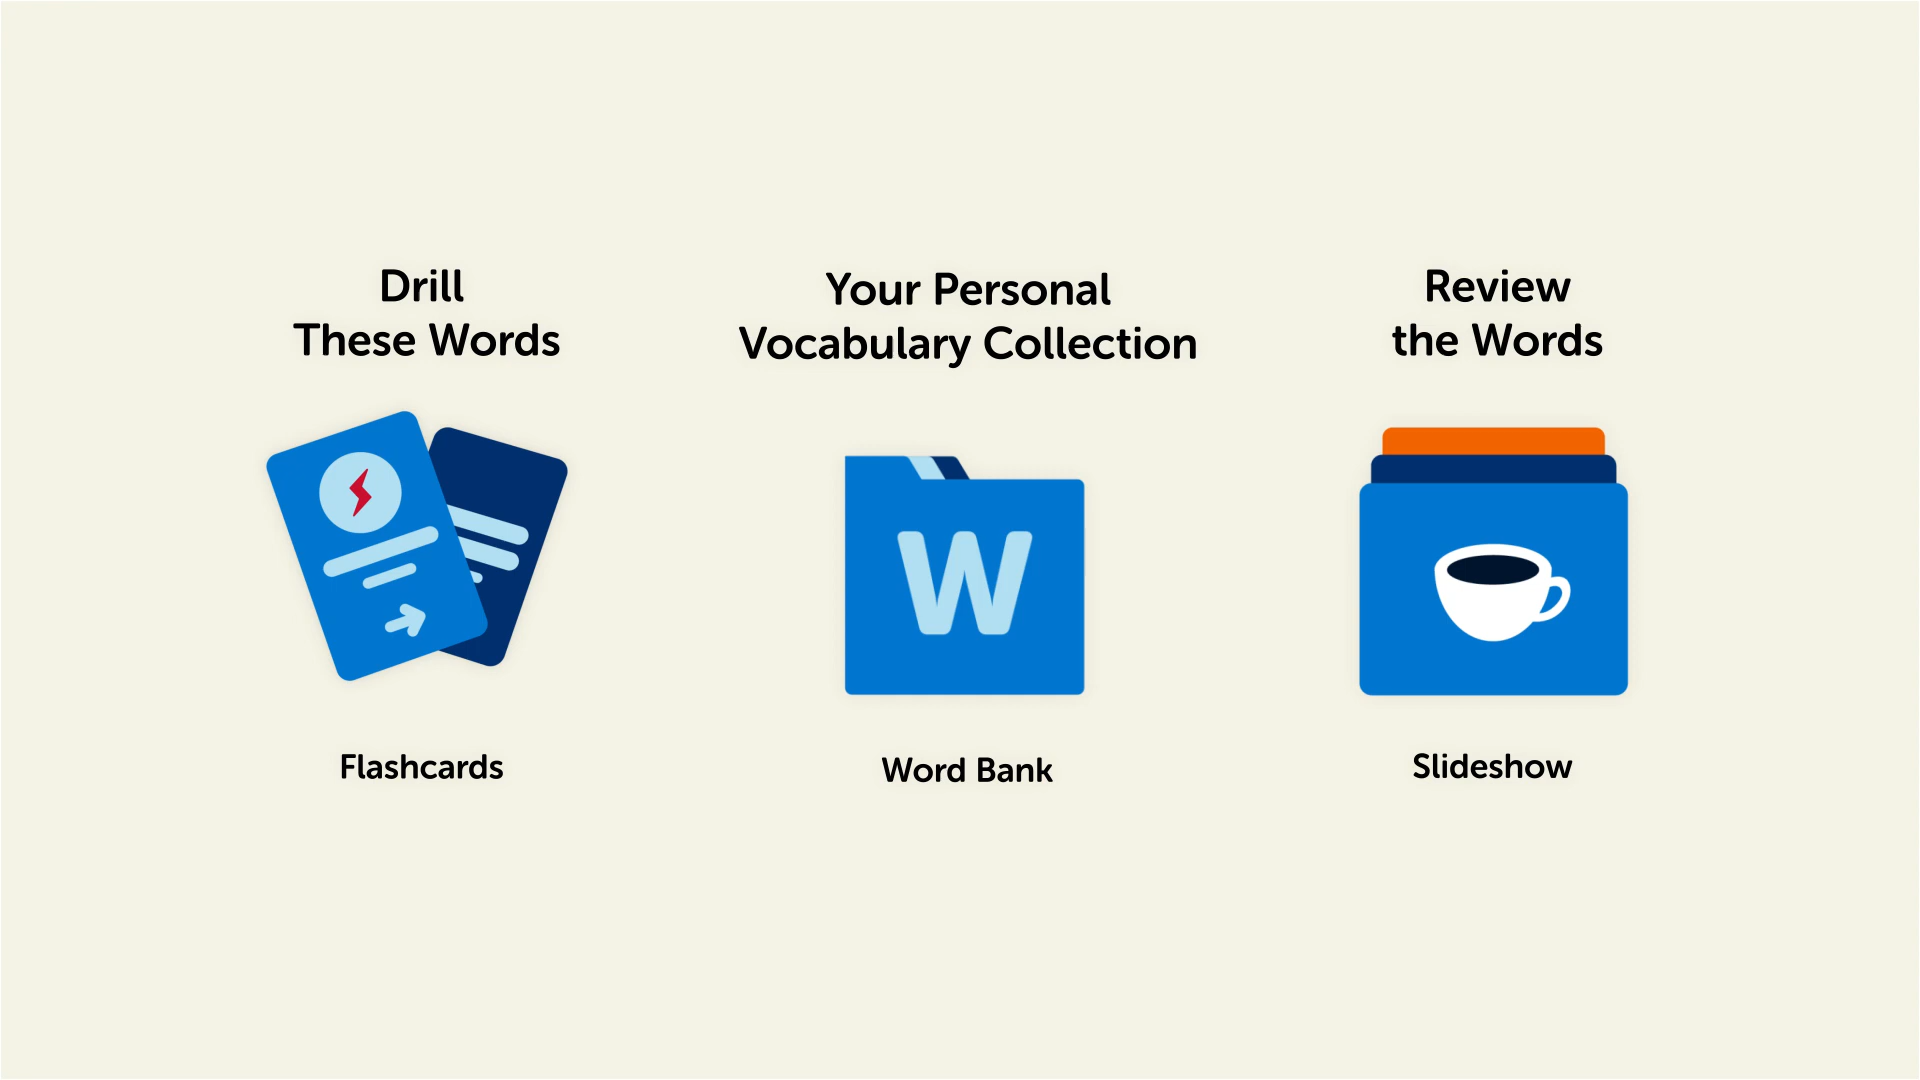 Drill
These Words
Flashcards
Your Personal
Vocabulary Collection
W
Word Bank
Review
the Words
Slideshow